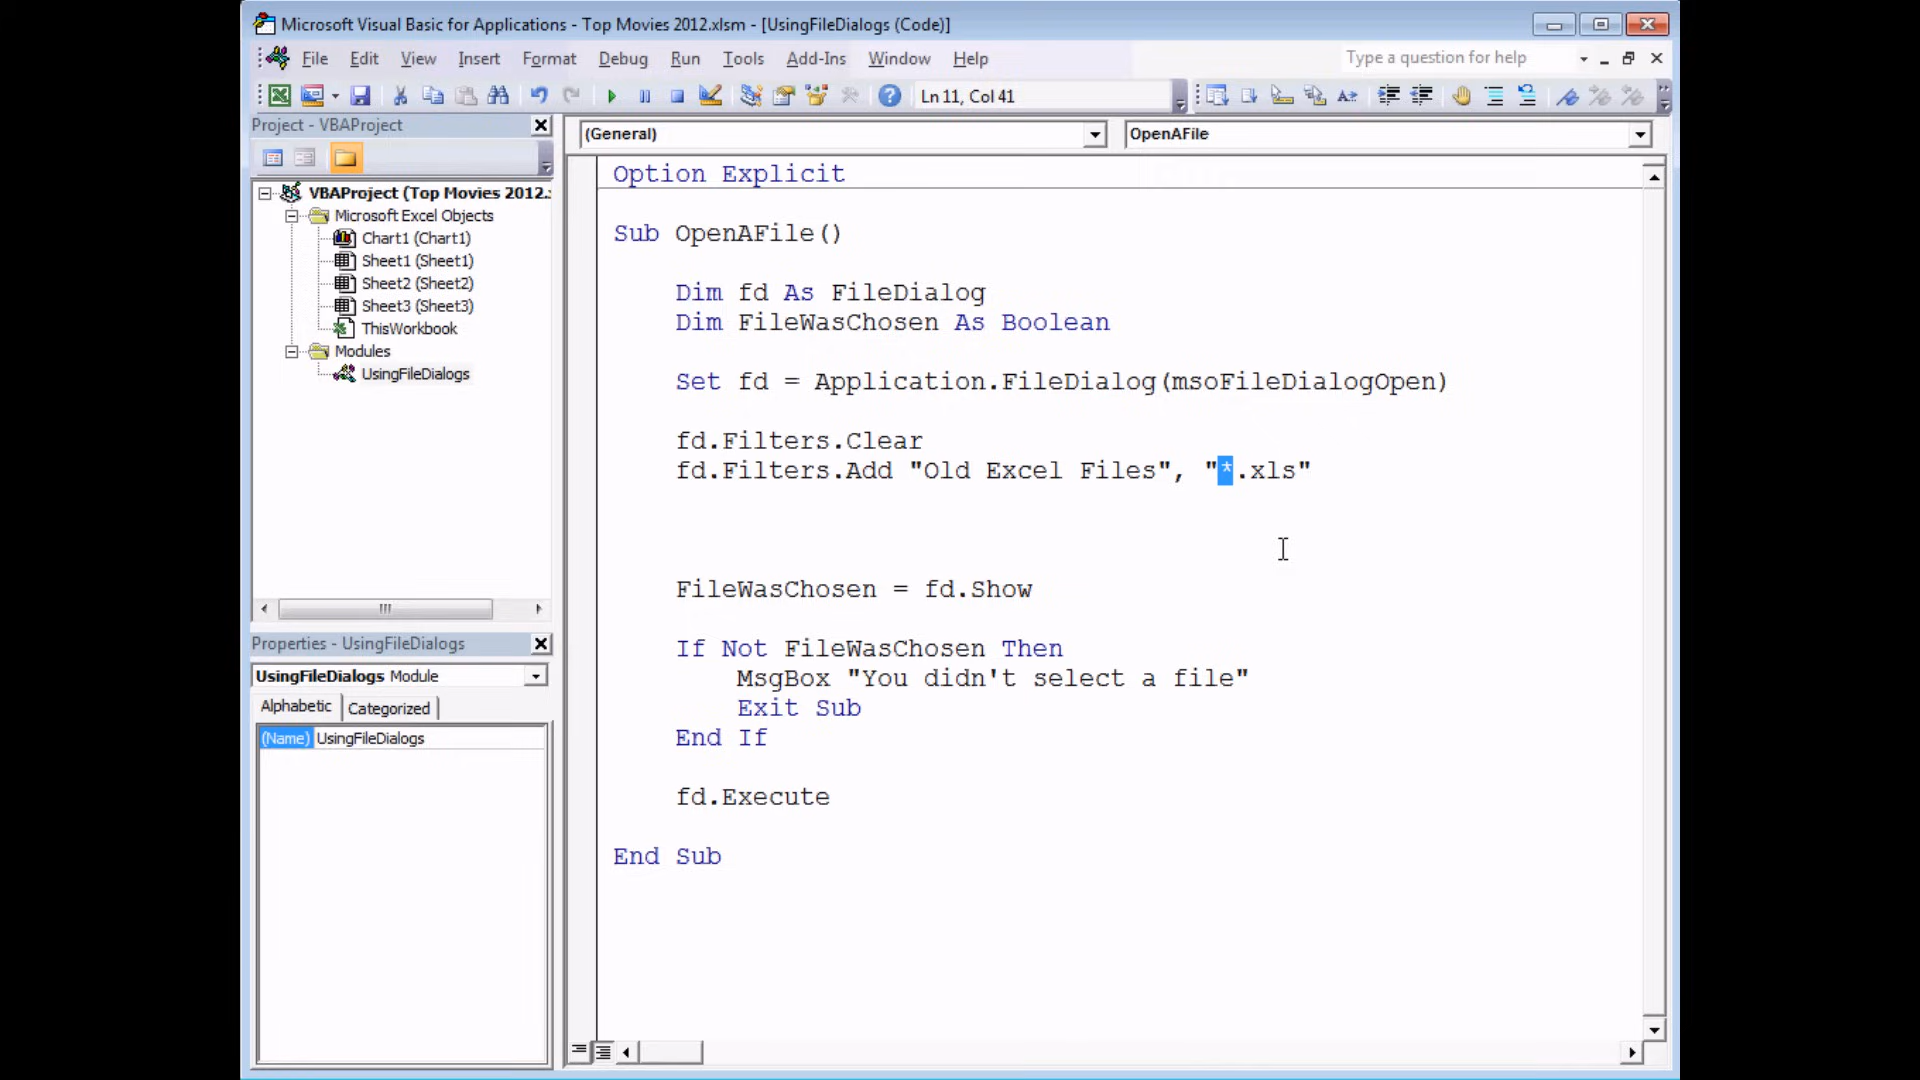 Microsoft Visual Basic for Applications - Top Movies 2012.xlsm - [UsingFileDialogs (Code)]
File Edit View Insert Format Debug Run Tools Add-Ins Window Help Type a question for help
Ln 11, Col 41
Project - VBAProject
(General) OpenAFile
VBAProject (Top Movies 2012.
Microsoft Excel Objects
Chart1 (Chart1)
Sheet1 (Sheet1)
Sheet2 (Sheet2)
Sheet3 (Sheet3)
ThisWorkbook
Modules
UsingFileDialogs
Properties - UsingFileDialogs
UsingFileDialogs Module
Alphabetic Categorized
(Name) UsingFileDialogs
Option Explicit
Sub OpenAFile()
Dim fd As FileDialog
Dim FileWasChosen As Boolean
Set fd = Application.FileDialog(msoFileDialogOpen)
fd.Filters.Clear
fd.Filters.Add "Old Excel Files", "*.xls"
FileWasChosen = fd.Show
If Not FileWasChosen Then
MsgBox "You didn't select a file"
Exit Sub
End If
fd.Execute
End Sub